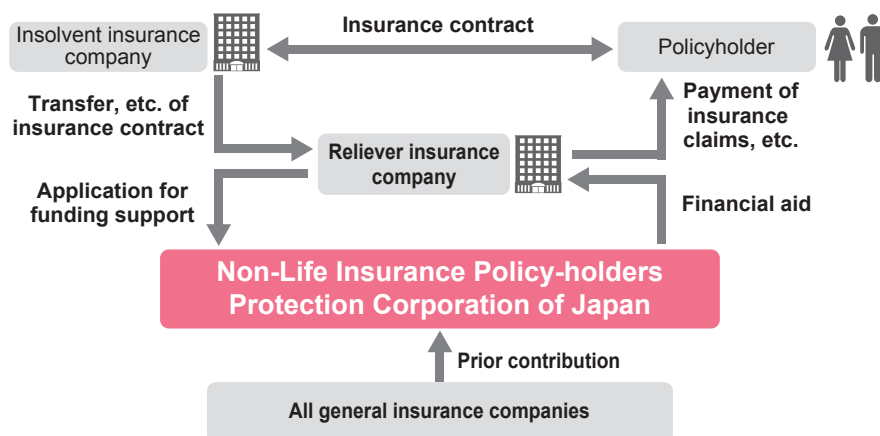 Insolvent insurance
company
Insurance contract
Policyholder
Transfer, etc. of
insurance contract
Payment of
insurance
claims, etc.
Reliever insurance
company
Application for
funding support
Financial aid
Non-Life Insurance Policy-holders
Protection Corporation of Japan
Prior contribution
All general insurance companies